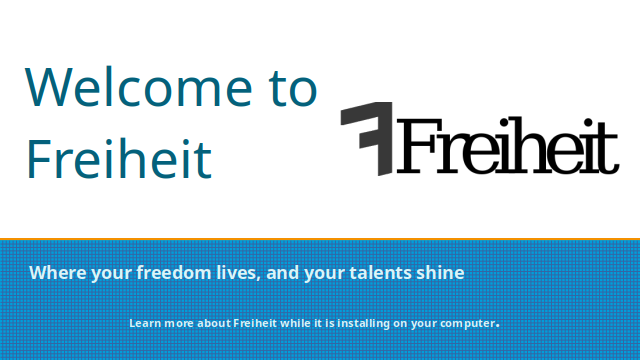 Welcome to
Freiheit
Freiheit
Where your freedom lives, and your talents shine
Learn more about Freiheit while it is installing on your computer.